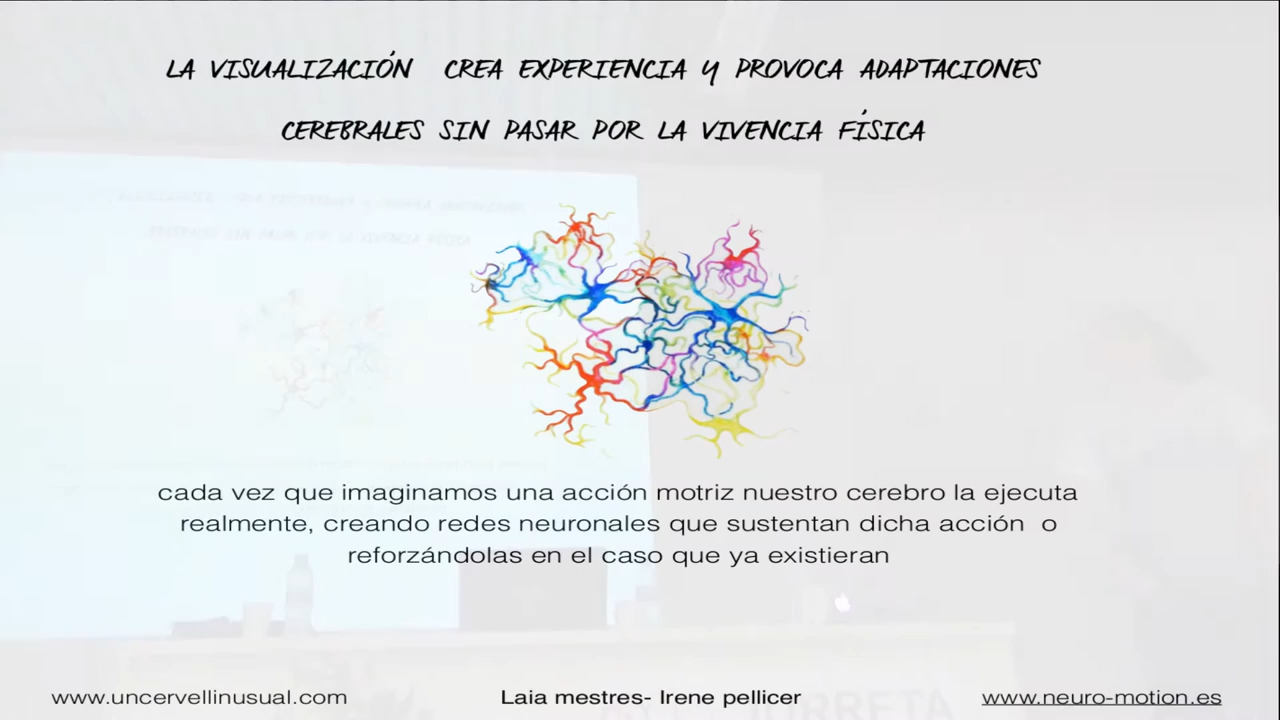 LA VISUALIZACIÓN CREA EXPERIENCIA Y PROVOCA ADAPTACIONES
CEREBRALES SIN PASAR POR LA VIVENCIA FÍSICA
cada vez que imaginamos una acción motriz nuestro cerebro la ejecuta
realmente, creando redes neuronales que sustentan dicha acción o
reforzándolas en el caso que ya existieran
www.uncervellinusual.com
Laia mestres- Irene pellicer
www.neuro-motion.es